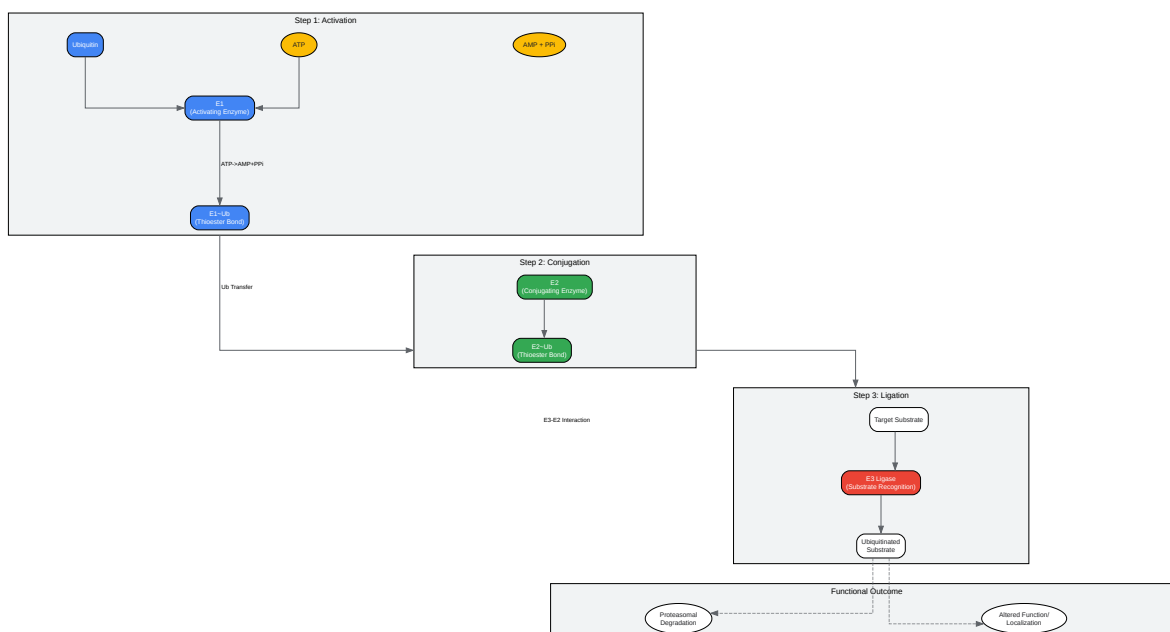 Step 1: Activation
Ubiquitin
ATP
AMP + PPi
E1
(Activating Enzyme)
ATP->AMP+PPi
E1~Ub
(Thioester Bond)
Ub Transfer
Step 2: Conjugation
E2
(Conjugating Enzyme)
E2~Ub
(Thioester Bond)
E3-E2 Interaction
Step 3: Ligation
Target Substrate
E3 Ligase
(Substrate Recognition)
Ubiquitinated
Substrate
Functional Outcome
Proteasomal
Degradation
Altered Function/
Localization